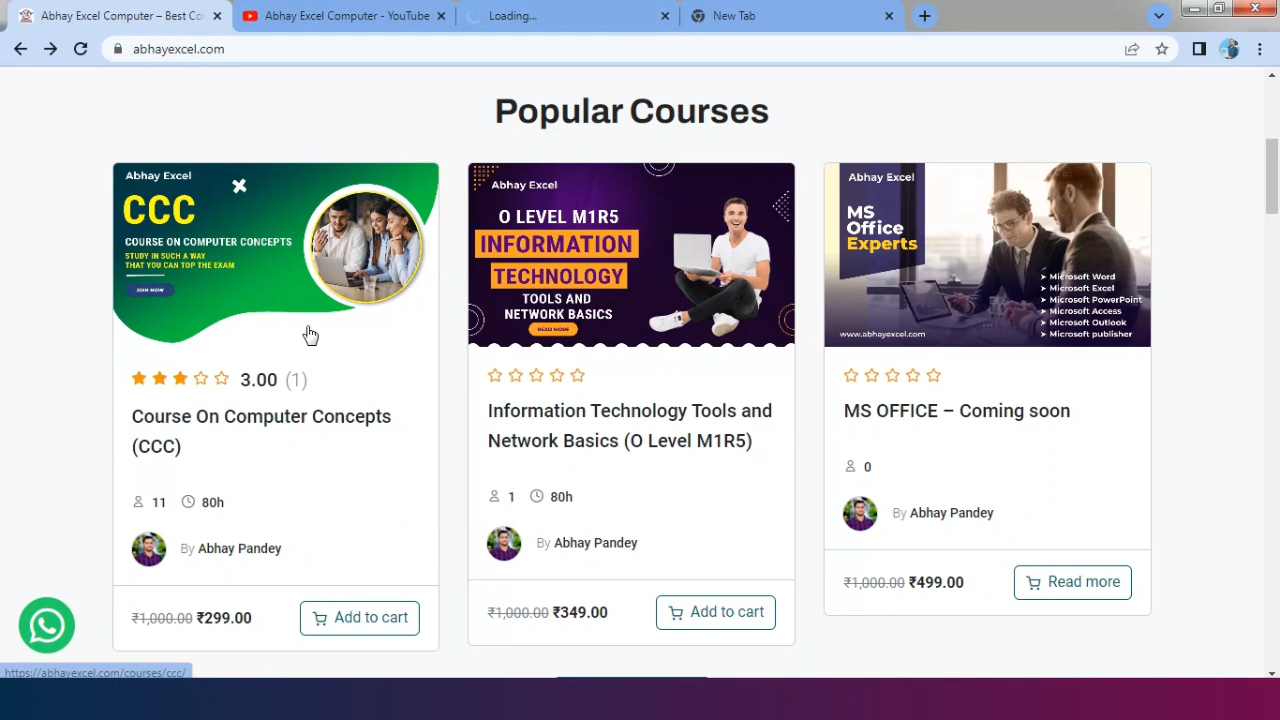 Abhay Excel Computer – Best Co
Abhay Excel Computer - YouTube
Loading...
New Tab
abhayexcel.com
Popular Courses
Abhay Excel
CCC
COURSE ON COMPUTER CONCEPTS
STUDY IN SUCH A WAY
THAT YOU CAN TOP THE EXAM
JOIN NOW
3.00 (1)
Course On Computer Concepts
(CCC)
11 80h
By Abhay Pandey
₹1,000.00 ₹299.00 Add to cart
Abhay Excel
O LEVEL M1R5
INFORMATION
TECHNOLOGY
TOOLS AND
NETWORK BASICS
READ MORE
Information Technology Tools and
Network Basics (O Level M1R5)
1 80h
By Abhay Pandey
₹1,000.00 ₹349.00 Add to cart
Abhay Excel
MS
Office
Experts
➤ Microsoft Word
➤ Microsoft Excel
➤ Microsoft PowerPoint
➤ Microsoft Access
➤ Microsoft Outlook
➤ Microsoft publisher
www.abhayexcel.com
MS OFFICE – Coming soon
0
By Abhay Pandey
₹1,000.00 ₹499.00 Read more
https://abhayexcel.com/courses/ccc/